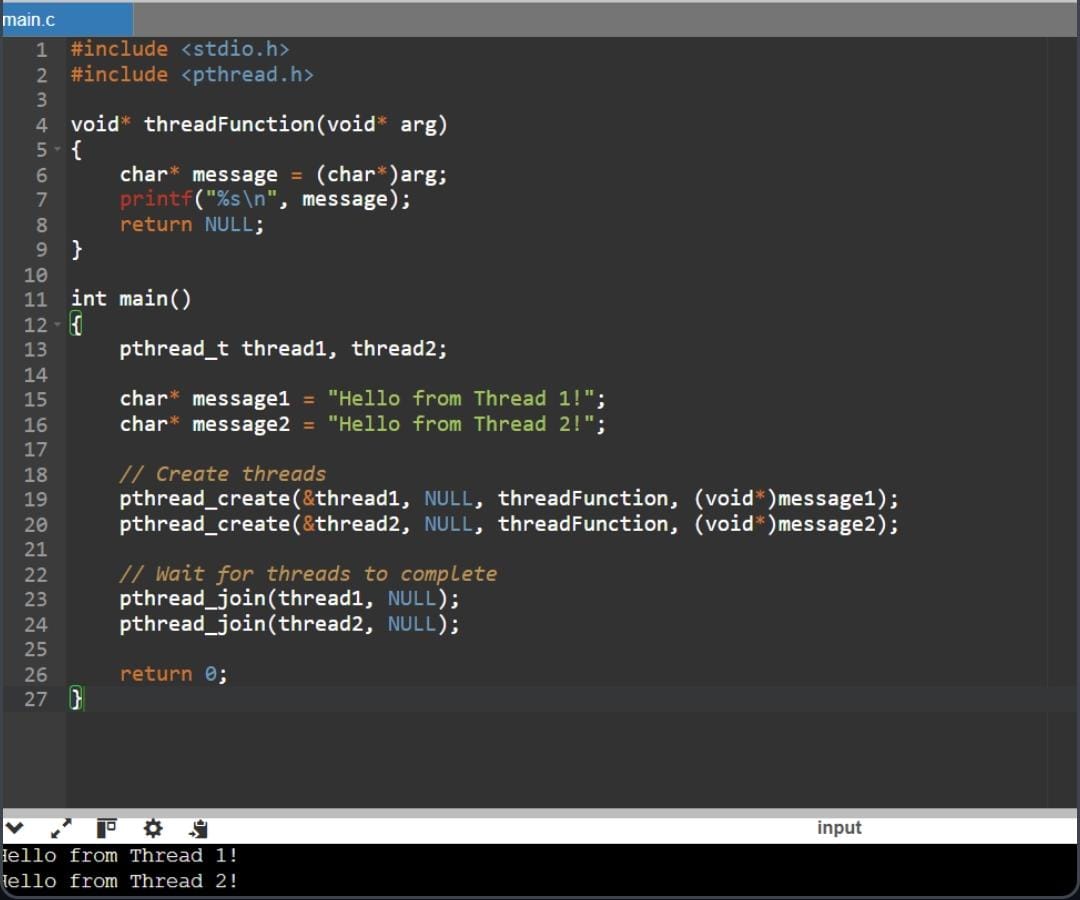 main.c
1 #include <stdio.h>
2 #include <pthread.h>
3
4 void* threadFunction(void* arg)
5 {
6     char* message = (char*)arg;
7     printf("%s\n", message);
8     return NULL;
9 }
10
11 int main()
12 {
13     pthread_t thread1, thread2;
14
15     char* message1 = "Hello from Thread 1!";
16     char* message2 = "Hello from Thread 2!";
17
18     // Create threads
19     pthread_create(&thread1, NULL, threadFunction, (void*)message1);
20     pthread_create(&thread2, NULL, threadFunction, (void*)message2);
21
22     // Wait for threads to complete
23     pthread_join(thread1, NULL);
24     pthread_join(thread2, NULL);
25
26     return 0;
27 }
input
Hello from Thread 1!
Hello from Thread 2!